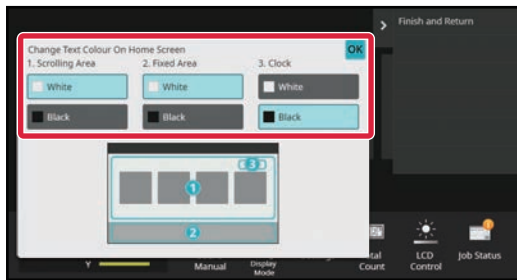 Finish and Return
Change Text Colour On Home Screen
OK
1. Scrolling Area
2. Fixed Area
3. Clock
White
White
White
Black
Black
Black
3
1
2
Y
Manual
Display
Mode
Count
LCD
Control
Job Status